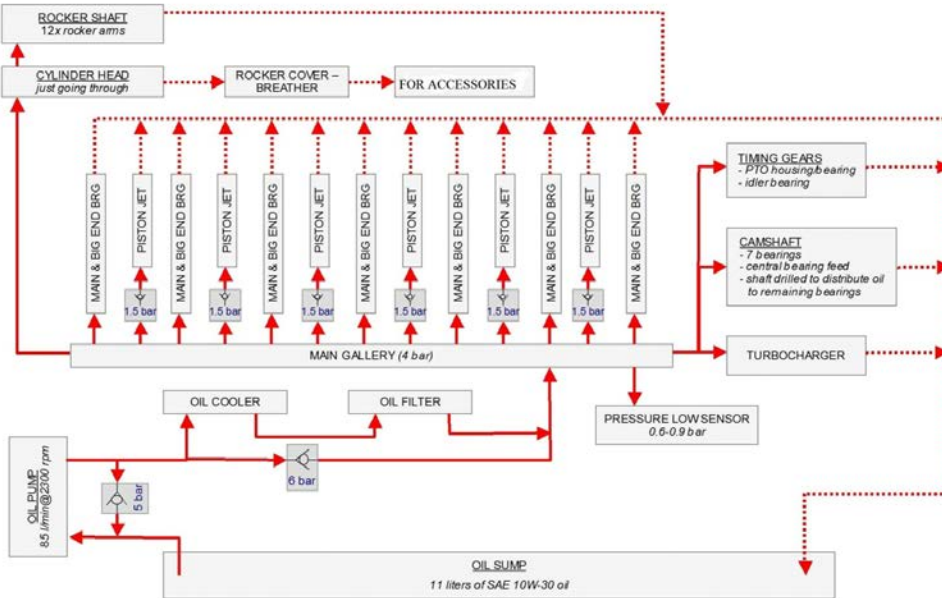 ROCKER SHAFT
12x rocker arms
CYLINDER HEAD
just going through
ROCKER COVER –
BREATHER
FOR ACCESSORIES
MAIN & BIG END BRG
PISTON JET
MAIN & BIG END BRG
PISTON JET
MAIN & BIG END BRG
PISTON JET
MAIN & BIG END BRG
PISTON JET
MAIN & BIG END BRG
PISTON JET
MAIN & BIG END BRG
PISTON JET
MAIN & BIG END BRG
1.5 bar
1.5 bar
1.5 bar
1.5 bar
1.5 bar
1.5 bar
TIMING GEARS
- PTO housing/bearing
- idler bearing
CAMSHAFT
- 7 bearings
- central bearing feed
- shaft drilled to distribute oil
to remaining bearings
MAIN GALLERY (4 bar)
TURBOCHARGER
OIL COOLER
OIL FILTER
PRESSURE LOW SENSOR
0.6-0.9 bar
OIL PUMP
85 l/min@2300 rpm
5 bar
6 bar
OIL SUMP
11 liters of SAE 10W-30 oil